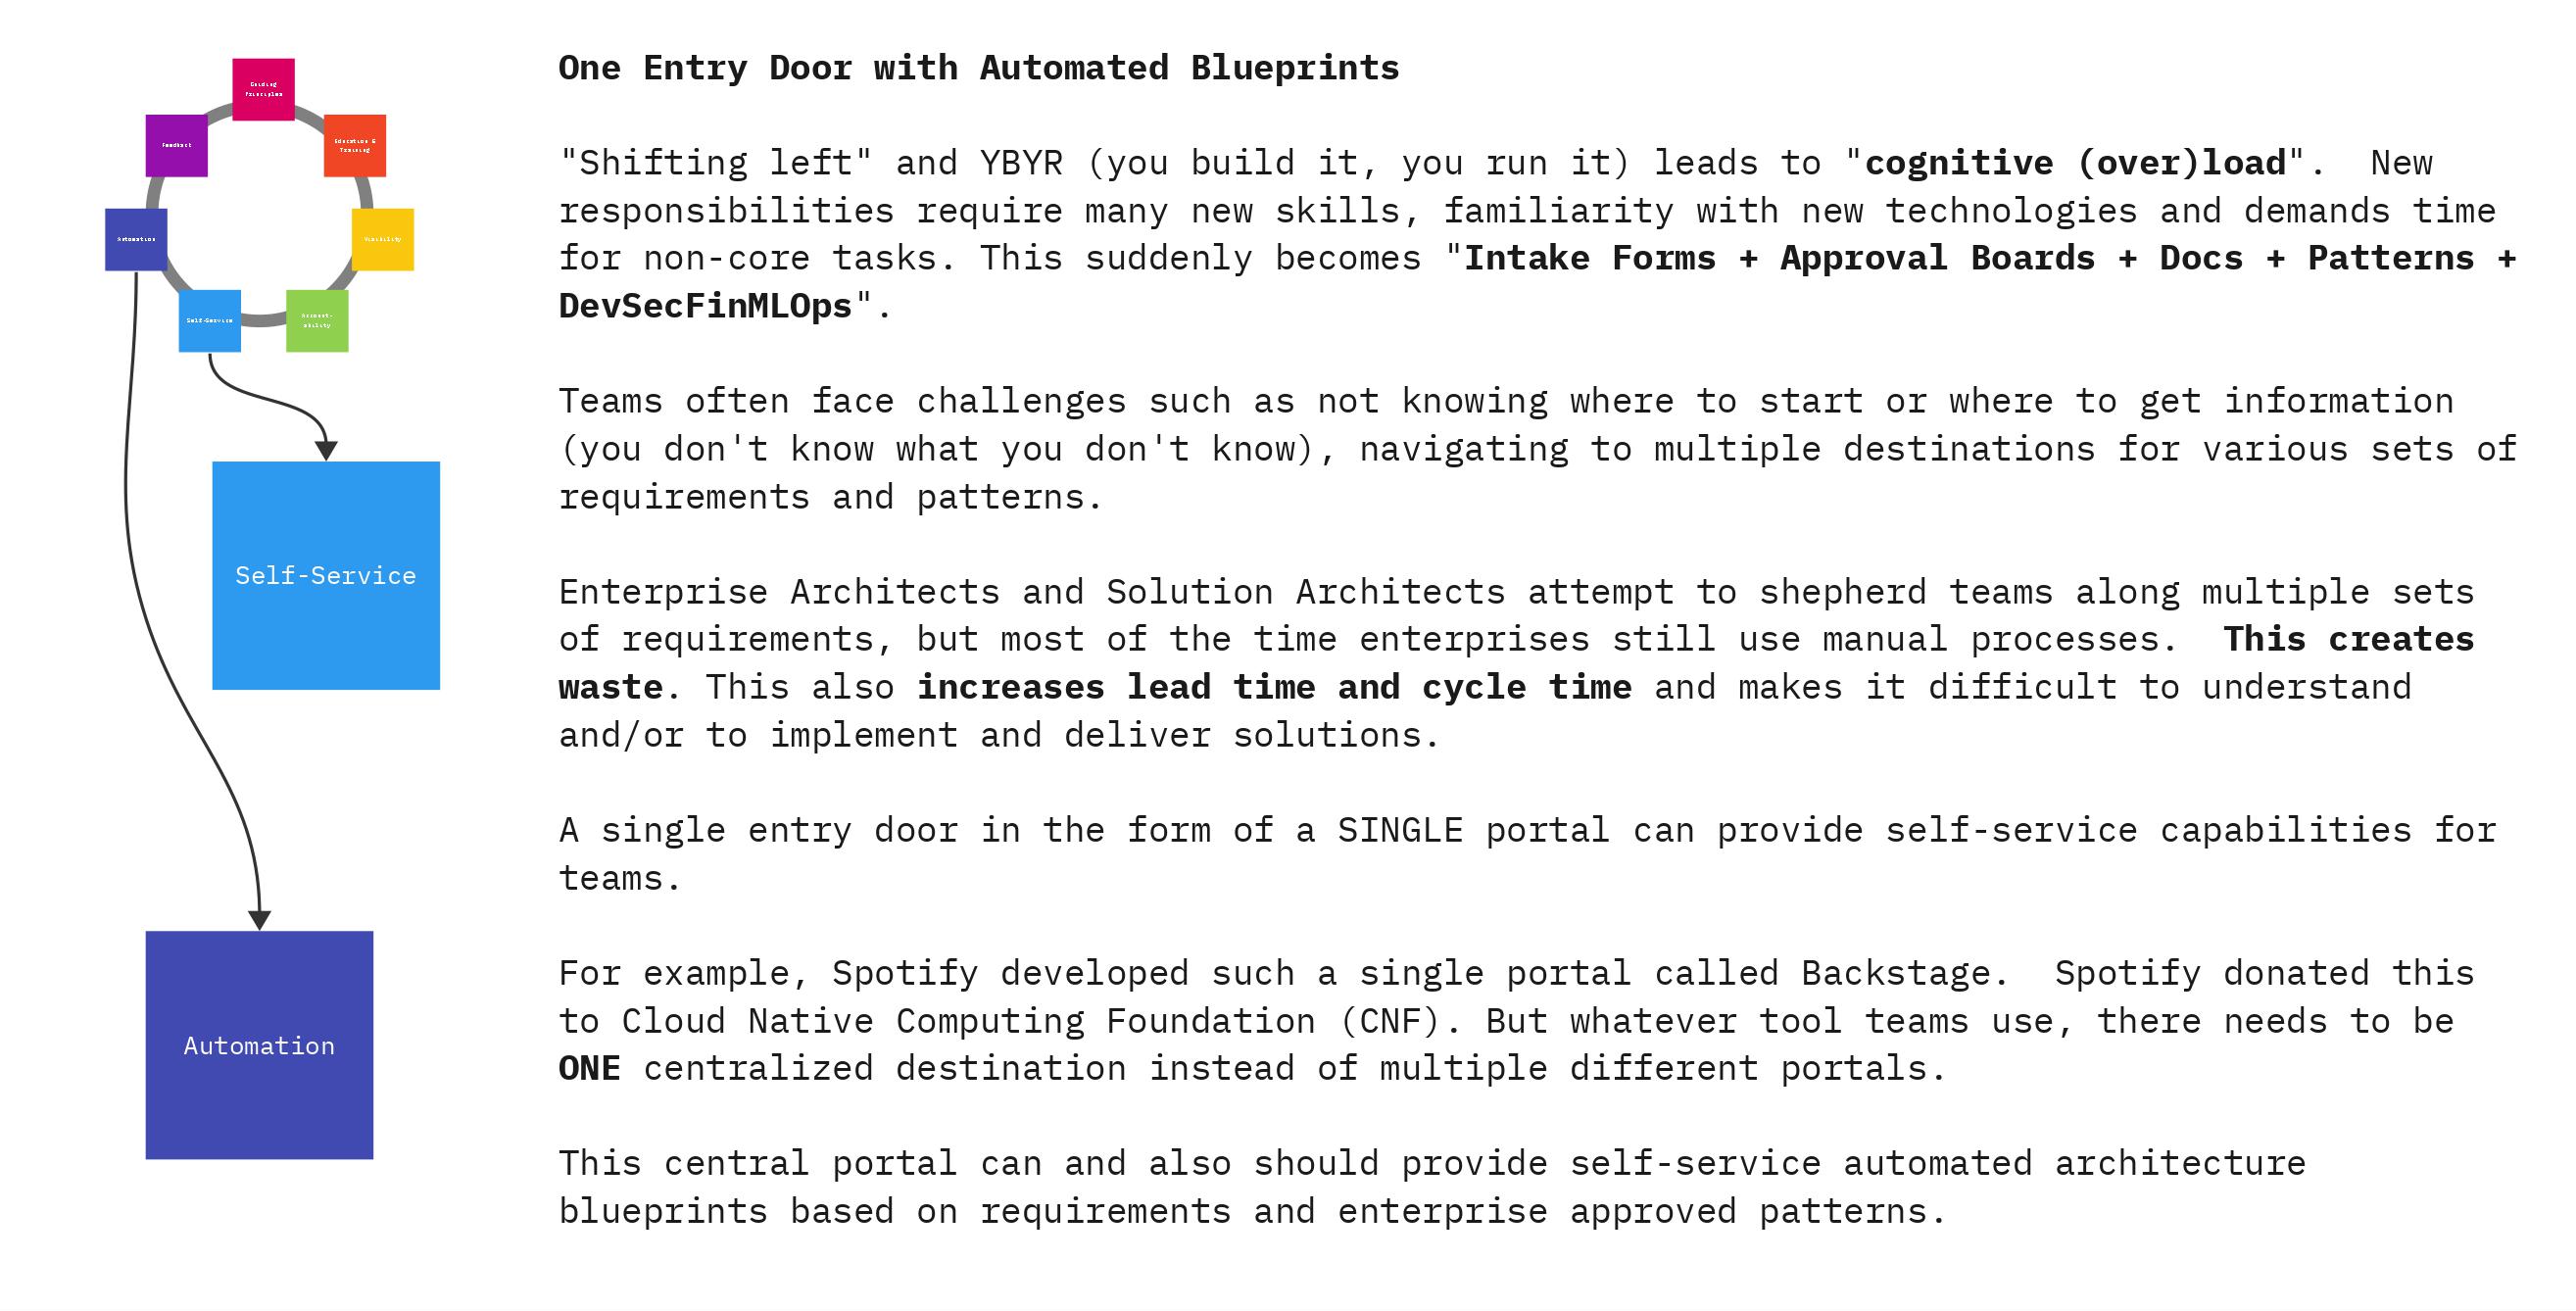 One Entry Door with Automated Blueprints
Guiding
Principles
Feedback
Education &
Training
"Shifting left" and YBYR (you build it, you run it) leads to "cognitive (over)load".  New
responsibilities require many new skills, familiarity with new technologies and demands time
Automation
Visibility
for non-core tasks. This suddenly becomes "Intake Forms + Approval Boards + Docs + Patterns +
DevSecFinMLOps".
Self-Service
Account-
ability
Teams often face challenges such as not knowing where to start or where to get information
(you don't know what you don't know), navigating to multiple destinations for various sets of
requirements and patterns.
Self-Service
Enterprise Architects and Solution Architects attempt to shepherd teams along multiple sets
of requirements, but most of the time enterprises still use manual processes.  This creates
waste. This also increases lead time and cycle time and makes it difficult to understand
and/or to implement and deliver solutions.
A single entry door in the form of a SINGLE portal can provide self-service capabilities for
teams.
For example, Spotify developed such a single portal called Backstage.  Spotify donated this
to Cloud Native Computing Foundation (CNF). But whatever tool teams use, there needs to be
ONE centralized destination instead of multiple different portals.
Automation
This central portal can and also should provide self-service automated architecture
blueprints based on requirements and enterprise approved patterns.